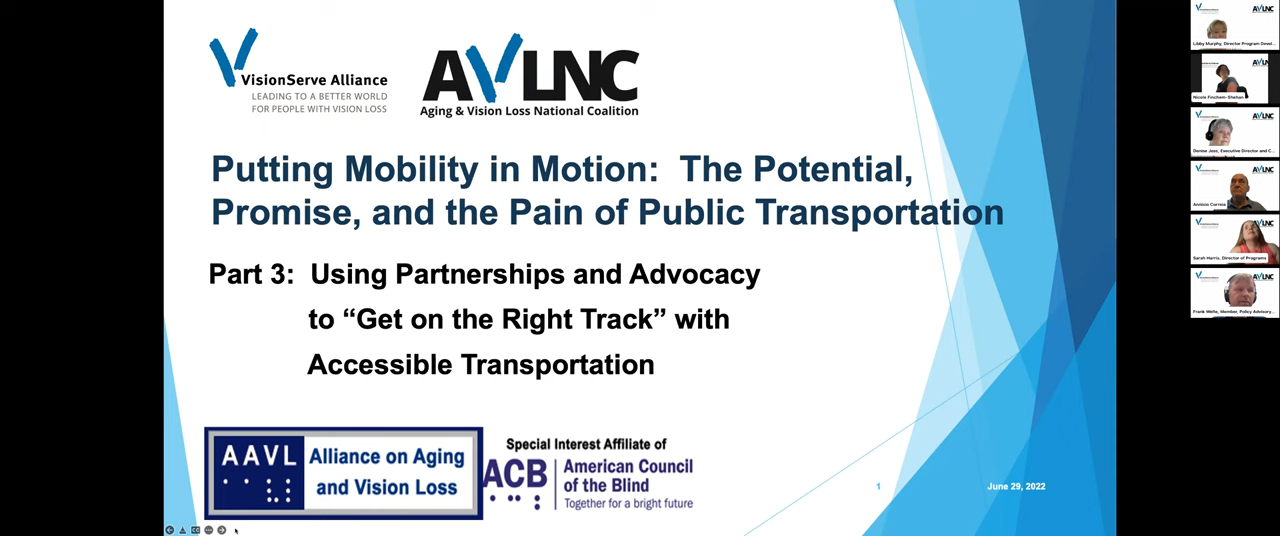 VisionServe Alliance
LEADING TO A BETTER WORLD
FOR PEOPLE WITH VISION LOSS
AVLNC
Aging & Vision Loss National Coalition
Putting Mobility in Motion: The Potential,
Promise, and the Pain of Public Transportation
Part 3: Using Partnerships and Advocacy
to “Get on the Right Track” with
Accessible Transportation
AAVL
Alliance on Aging
and Vision Loss
Special Interest Affiliate of
ACB
American Council
of the Blind
Together for a bright future
1
June 29, 2022
Libby Murphy, Director Program Devel...
Nicole Fincham-Shehan
Denise Jess, Executive Director and C...
Annicio Correia
Sarah Harris, Director of Programs
Frank Welte, Member, Policy Advisory...